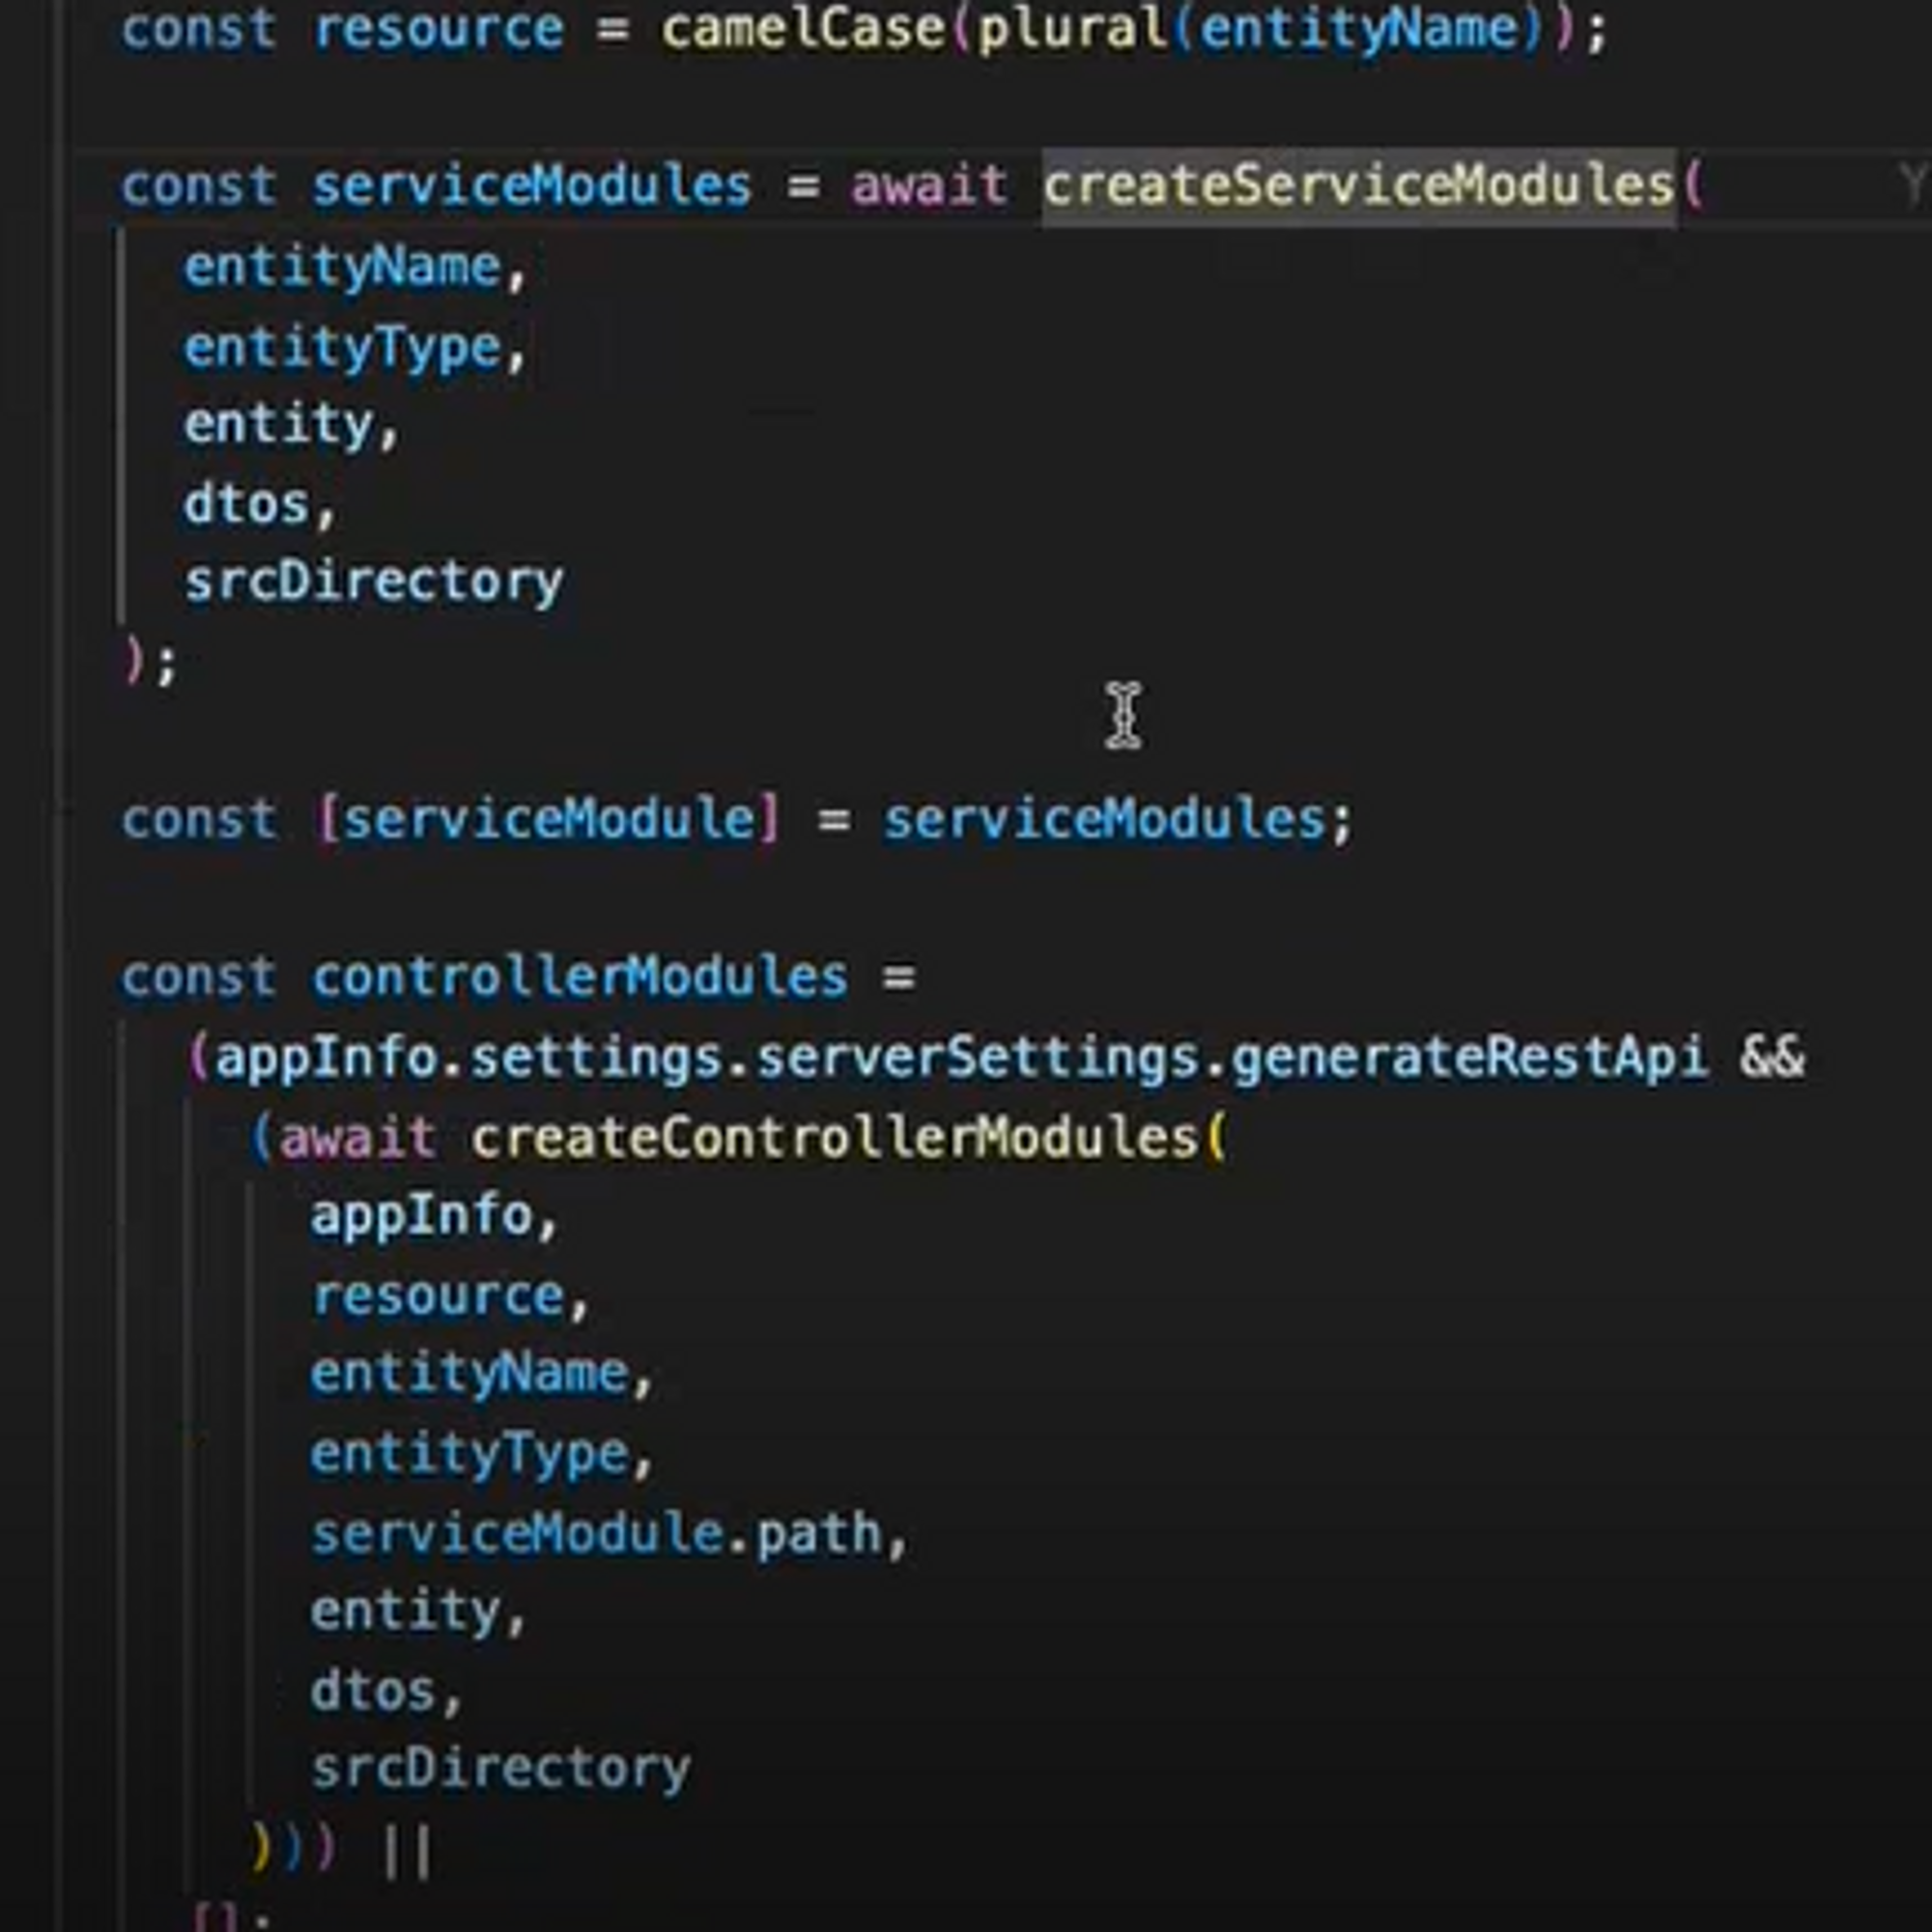 const resource = camelCase(plural(entityName));
const serviceModules = await createServiceModules( Y
entityName,
entityType,
entity,
dtos,
srcDirectory
);
const [serviceModule] = serviceModules;
const controllerModules =
(appInfo.settings.serverSettings.generateRestApi &&
(await createControllerModules(
appInfo,
resource,
entityName,
entityType,
serviceModule.path,
entity,
dtos,
srcDirectory
))) ||
[];